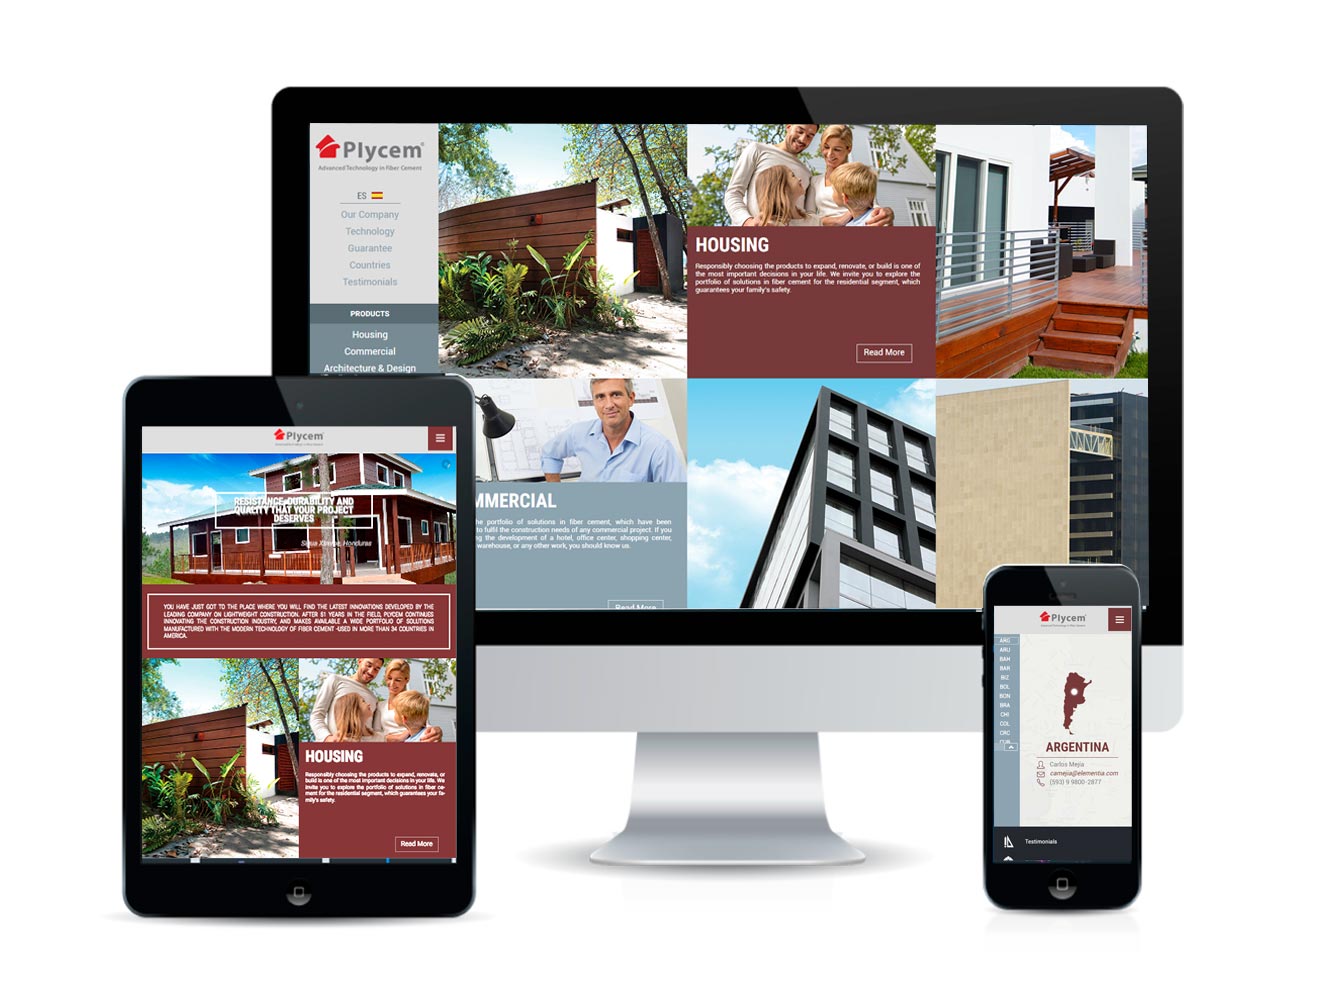 Plycem®
Advanced Technology in Fiber Cement
ES
Our Company
Technology
Guarantee
Countries
Testimonials
PRODUCTS
Housing
Commercial
Architecture & Design
HOUSING
Responsibly choosing the products to expand, renovate, or build is one of
the most important decisions in your life. We invite you to explore the
portfolio of solutions in fiber cement for the residential segment, which
guarantees your family's safety.
Read More
MMERCIAL
he portfolio of solutions in fiber cement, which have been
to fulfil the construction needs of any commercial project. If you
ng the development of a hotel, office center, shopping center,
warehouse, or any other work, you should know us.
Read More
Plycem
RESISTANCE, DURABILITY AND
QUALITY THAT YOUR PROJECT
DESERVES
Honduras
YOU HAVE JUST GOT TO THE PLACE WHERE YOU WILL FIND THE LATEST INNOVATIONS DEVELOPED BY THE
LEADING COMPANY ON LIGHTWEIGHT CONSTRUCTION. AFTER 51 YEARS IN THE FIELD, PLYCEM CONTINUES
INNOVATING THE CONSTRUCTION INDUSTRY, AND MAKES AVAILABLE A WIDE PORTFOLIO OF SOLUTIONS
MANUFACTURED WITH THE MODERN TECHNOLOGY OF FIBER CEMENT -USED IN MORE THAN 34 COUNTRIES IN
AMERICA.
HOUSING
Responsibly choosing the products to expand, renovate, or
build is one of the most important decisions in your life. We
invite you to explore the portfolio of solutions in fiber ce-
ment for the residential segment, which guarantees your fa-
mily's safety.
Read More
Plycem
Advanced Technology in Fiber Cement
ARG
ARU
BAH
BAR
BIZ
BOL
BON
BRA
CHI
COL
CRC
CUB
ARGENTINA
Carlos Mejia
camejia@elementia.com
(593) 9 9800 -2877
Testimonials